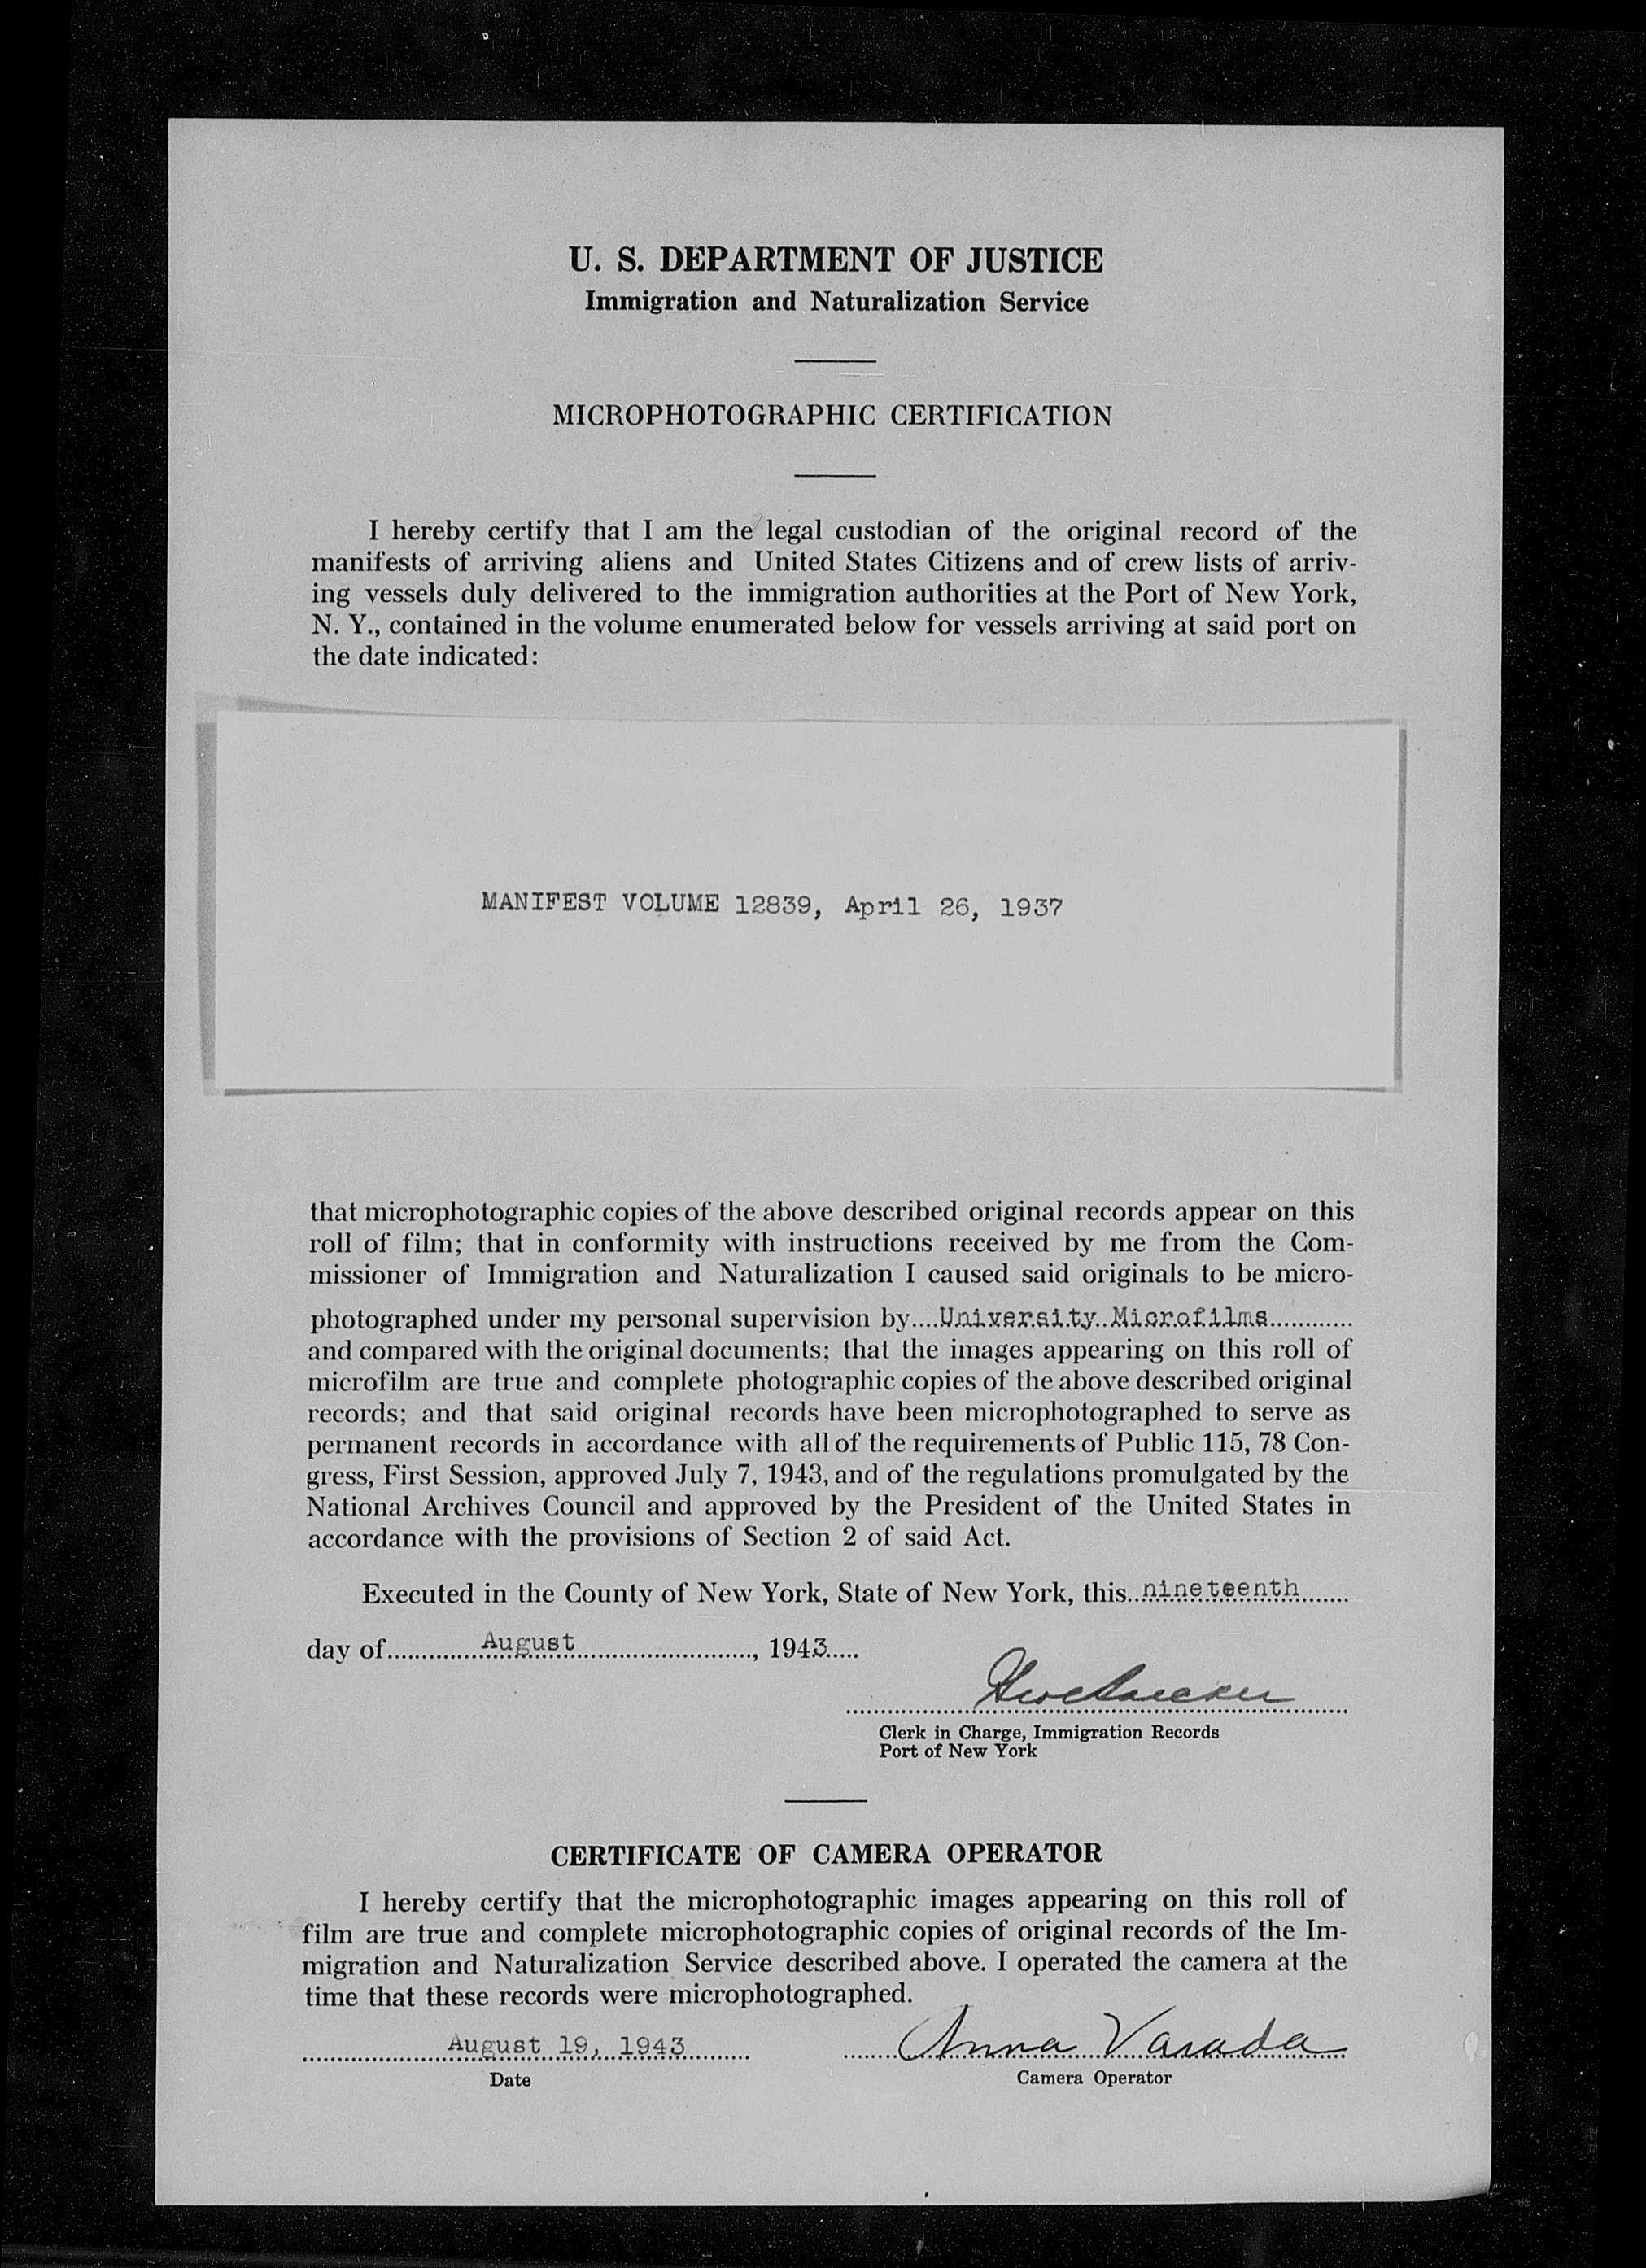 U. S. DEPARTMENT OF JUSTICE
Immigration and Naturalization Service
MICROPHOTOGRAPHIC CERTIFICATION
I hereby certify that I am the legal custodian of the original record of the
manifests of arriving aliens and United States Citizens and of crew lists of arriv-
ing vessels duly delivered to the immigration authorities at the Port of New York,
N. Y., contained in the volume enumerated below for vessels arriving at said port on
the date indicated:
MANIFEST VOLUME 12839, April 26, 1937
that microphotographic copies of the above described original records appear on this
roll of film; that in conformity with instructions received by me from the Com-
missioner of Immigration and Naturalization I caused said originals to be micro-
photographed under my personal supervision by....University Microfilms............
and compared with the original documents; that the images appearing on this roll of
microfilm are true and complete photographic copies of the above described original
records; and that said original records have been microphotographed to serve as
permanent records in accordance with all of the requirements of Public 115, 78 Con-
gress, First Session, approved July 7, 1943, and of the regulations promulgated by the
National Archives Council and approved by the President of the United States in
accordance with the provisions of Section 2 of said Act.
Executed in the County of New York, State of New York, this..nineteenth.......
day of..............August.........................., 1943.....
Clerk in Charge, Immigration Records
Port of New York
CERTIFICATE OF CAMERA OPERATOR
I hereby certify that the microphotographic images appearing on this roll of
film are true and complete microphotographic copies of original records of the Im-
migration and Naturalization Service described above. I operated the camera at the
time that these records were microphotographed.
August 19, 1943 Anna Varada
Date Camera Operator